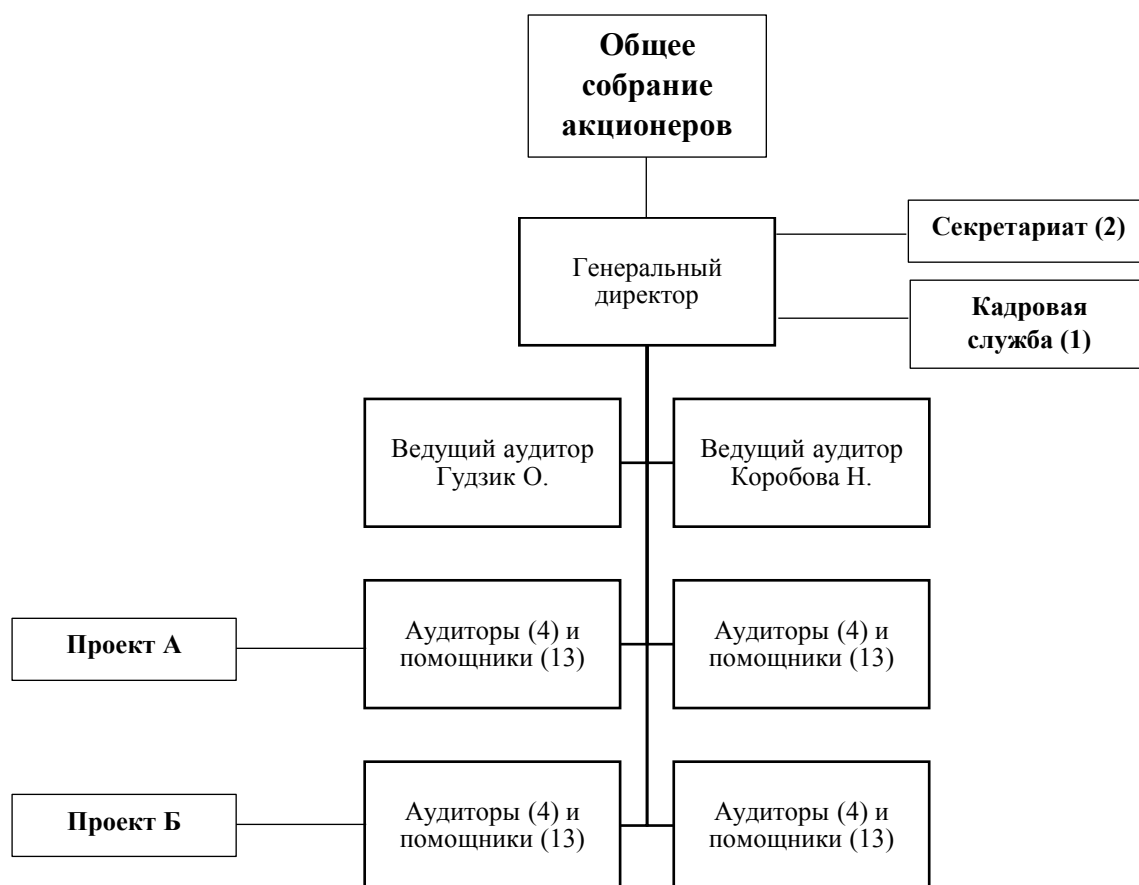 Общее
собрание
акционеров
Секретариат (2)
Генеральный
директор
Кадровая
служба (1)
Ведущий аудитор
Гудзик О.
Ведущий аудитор
Коробова Н.
Проект А
Аудиторы (4) и
помощники (13)
Аудиторы (4) и
помощники (13)
Проект Б
Аудиторы (4) и
помощники (13)
Аудиторы (4) и
помощники (13)